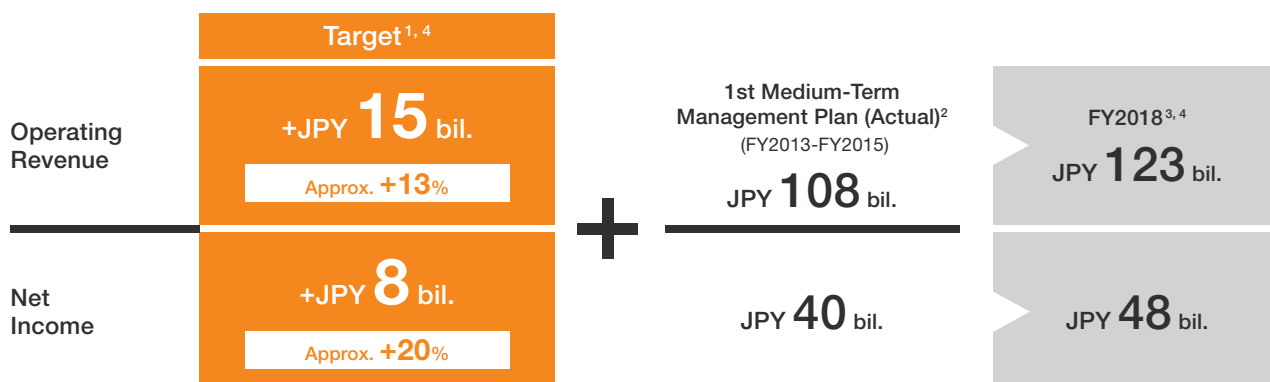 Target1, 4
Operating
Revenue
+JPY 15 bil.
Approx. +13%
1st Medium-Term
Management Plan (Actual)2
(FY2013-FY2015)
JPY 108 bil.
FY20183, 4
JPY 123 bil.
Net
Income
+JPY 8 bil.
Approx. +20%
+
JPY 40 bil.
JPY 48 bil.